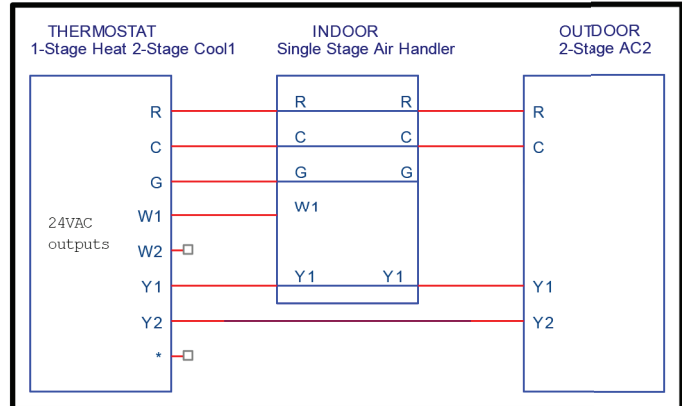 THERMOSTAT
1-Stage Heat 2-Stage Cool1
INDOOR
Single Stage Air Handler
OUTDOOR
2-Stage AC2
R
C
G
W1
W2
Y1
Y2
*
24VAC
outputs
R R
C C
G G
W1
Y1 Y1
R
C
Y1
Y2